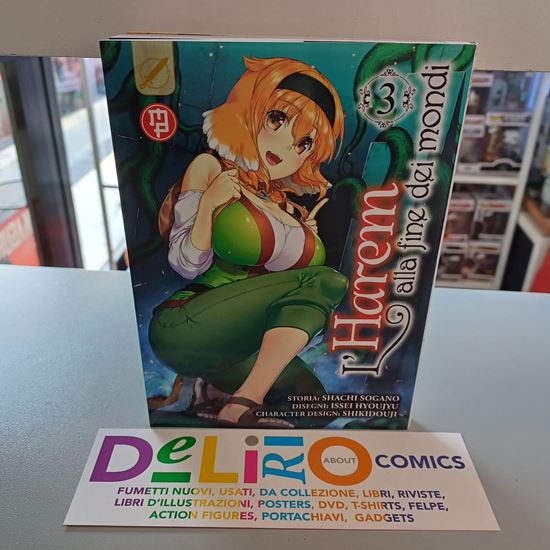 3
MP
L'Harem
alla fine dei mondi
STORIA: SHACHI SOGANO
DISEGNI: ISSEI HYOUJYU
CHARACTER DESIGN: SHIKIDOUJI
DeLiRIO ABOUT COMICS
FUMETTI NUOVI, USATI, DA COLLEZIONE, LIBRI, RIVISTE,
LIBRI D'ILLUSTRAZIONI, POSTERS, DVD, T-SHIRTS, FELPE,
ACTION FIGURES, PORTACHIAVI, GADGETS